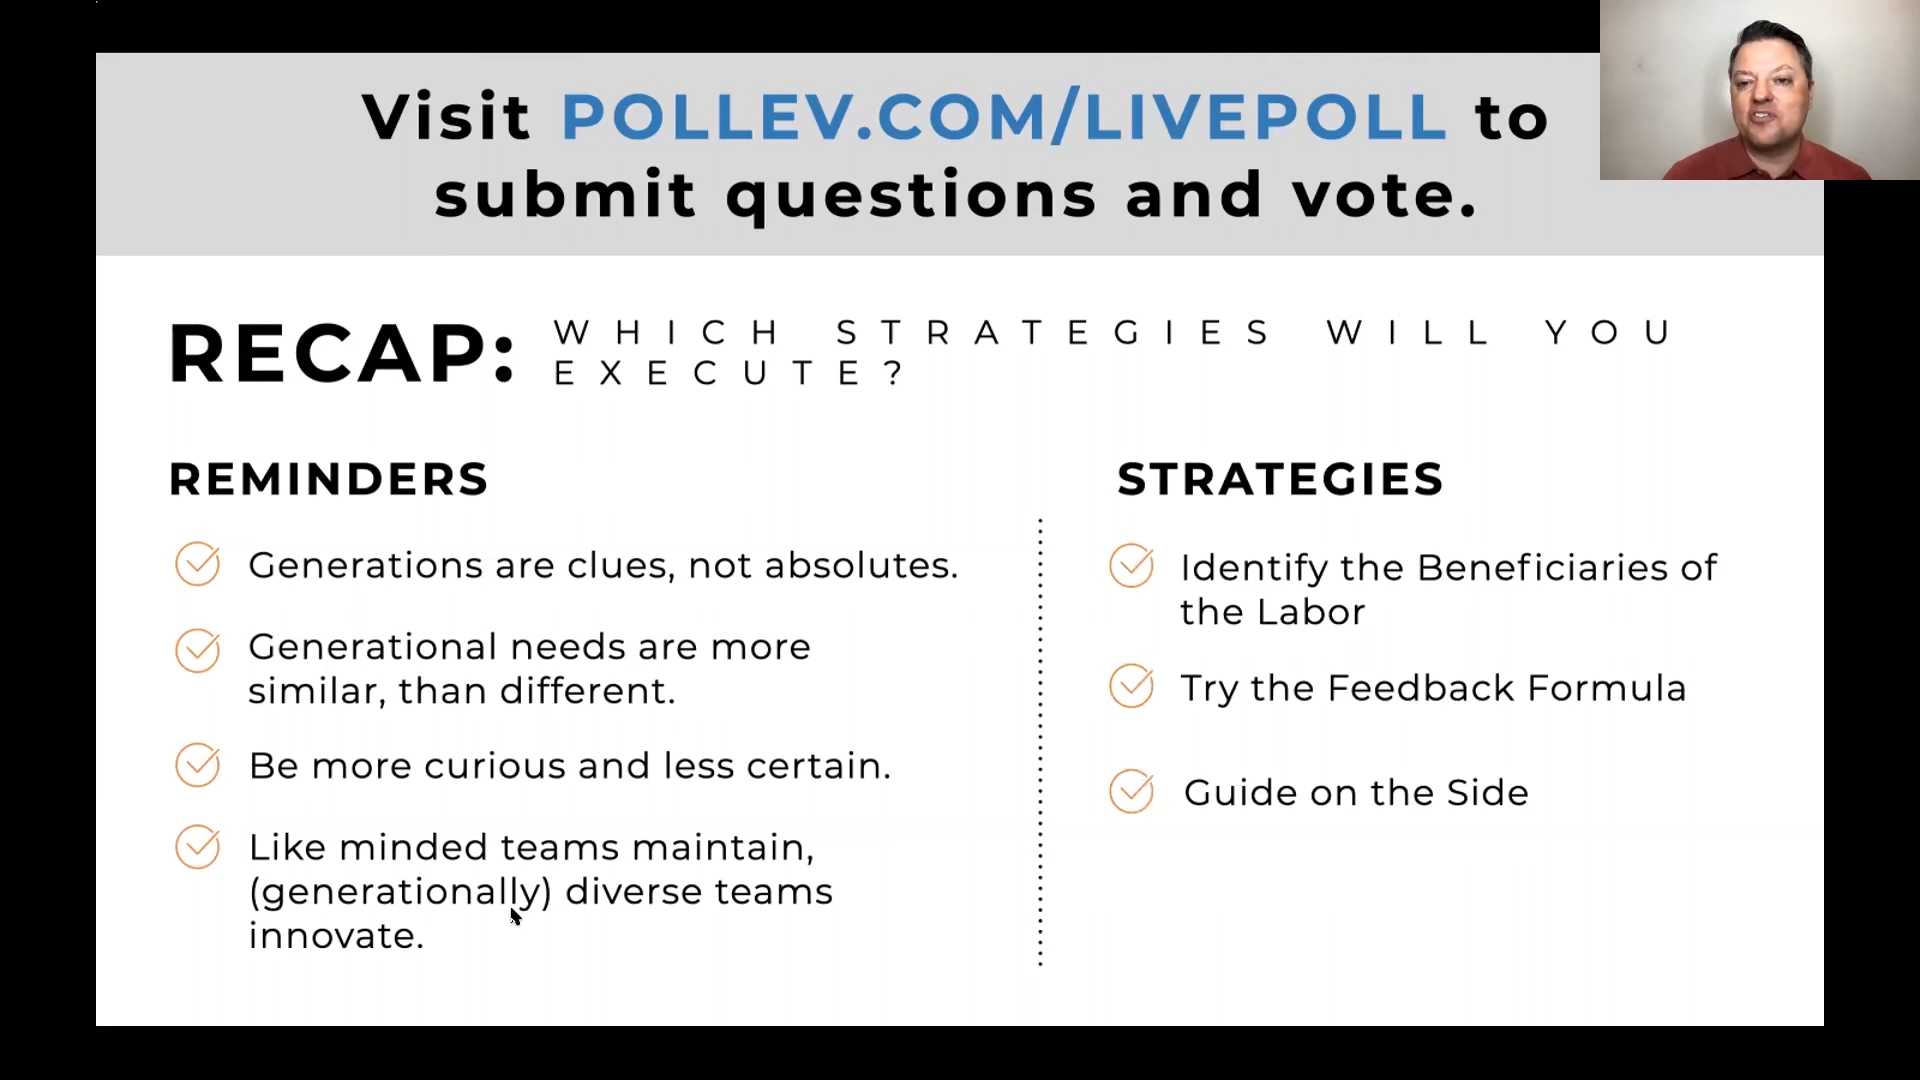 Visit POLLEV.COM/LIVEPOLL to
submit questions and vote.
RECAP:
WHICH STRATEGIES WILL YOU
EXECUTE?
REMINDERS
Generations are clues, not absolutes.
Generational needs are more
similar, than different.
Be more curious and less certain.
Like minded teams maintain,
(generationally) diverse teams
innovate.
STRATEGIES
Identify the Beneficiaries of
the Labor
Try the Feedback Formula
Guide on the Side